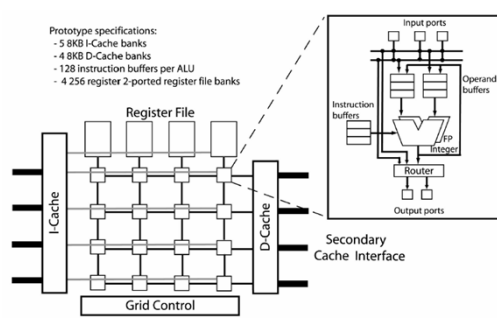 Prototype specifications:
- 5 8KB I-Cache banks
- 4 8KB D-Cache banks
- 128 instruction buffers per ALU
- 4 256 register 2-ported register file banks
Register File
I-Cache
D-Cache
Grid Control
Secondary
Cache Interface
Input ports
Operand
buffers
Instruction
buffers
FP
Integer
Router
Output ports